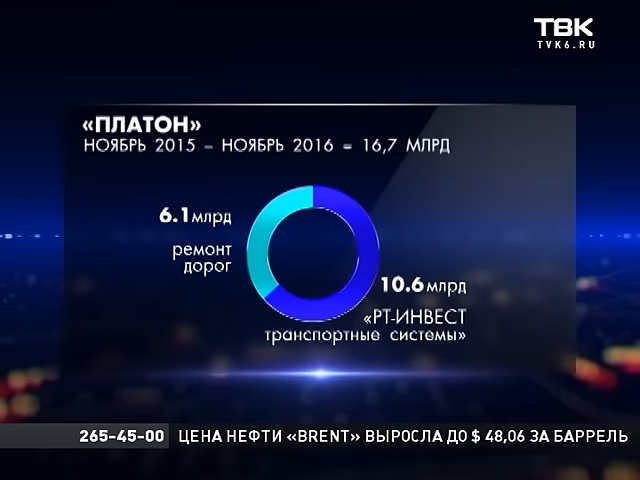 ТВК
TVK6.RU
«ПЛАТОН»
НОЯБРЬ 2015 – НОЯБРЬ 2016 = 16,7 МЛРД
6.1 МЛРД
ремонт
дорог
10.6 МЛРД
«РТ-ИНВЕСТ
транспортные системы»
265-45-00 ЦЕНА НЕФТИ «BRENT» ВЫРОСЛА ДО $ 48,06 ЗА БАРРЕЛЬ